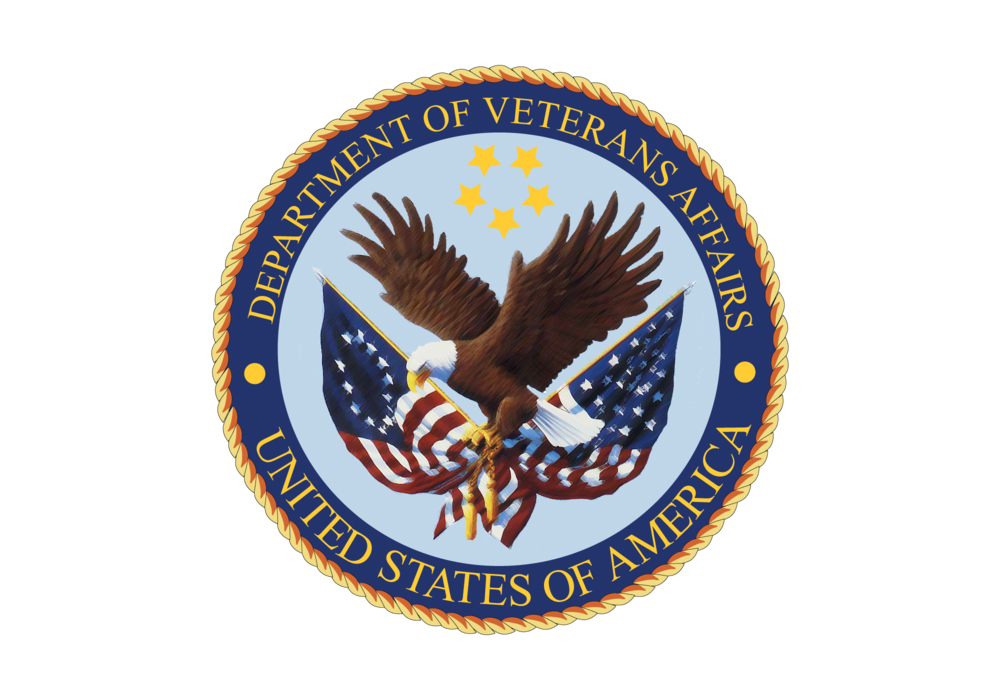 DEPARTMENT OF VETERANS AFFAIRS
UNITED STATES OF AMERICA